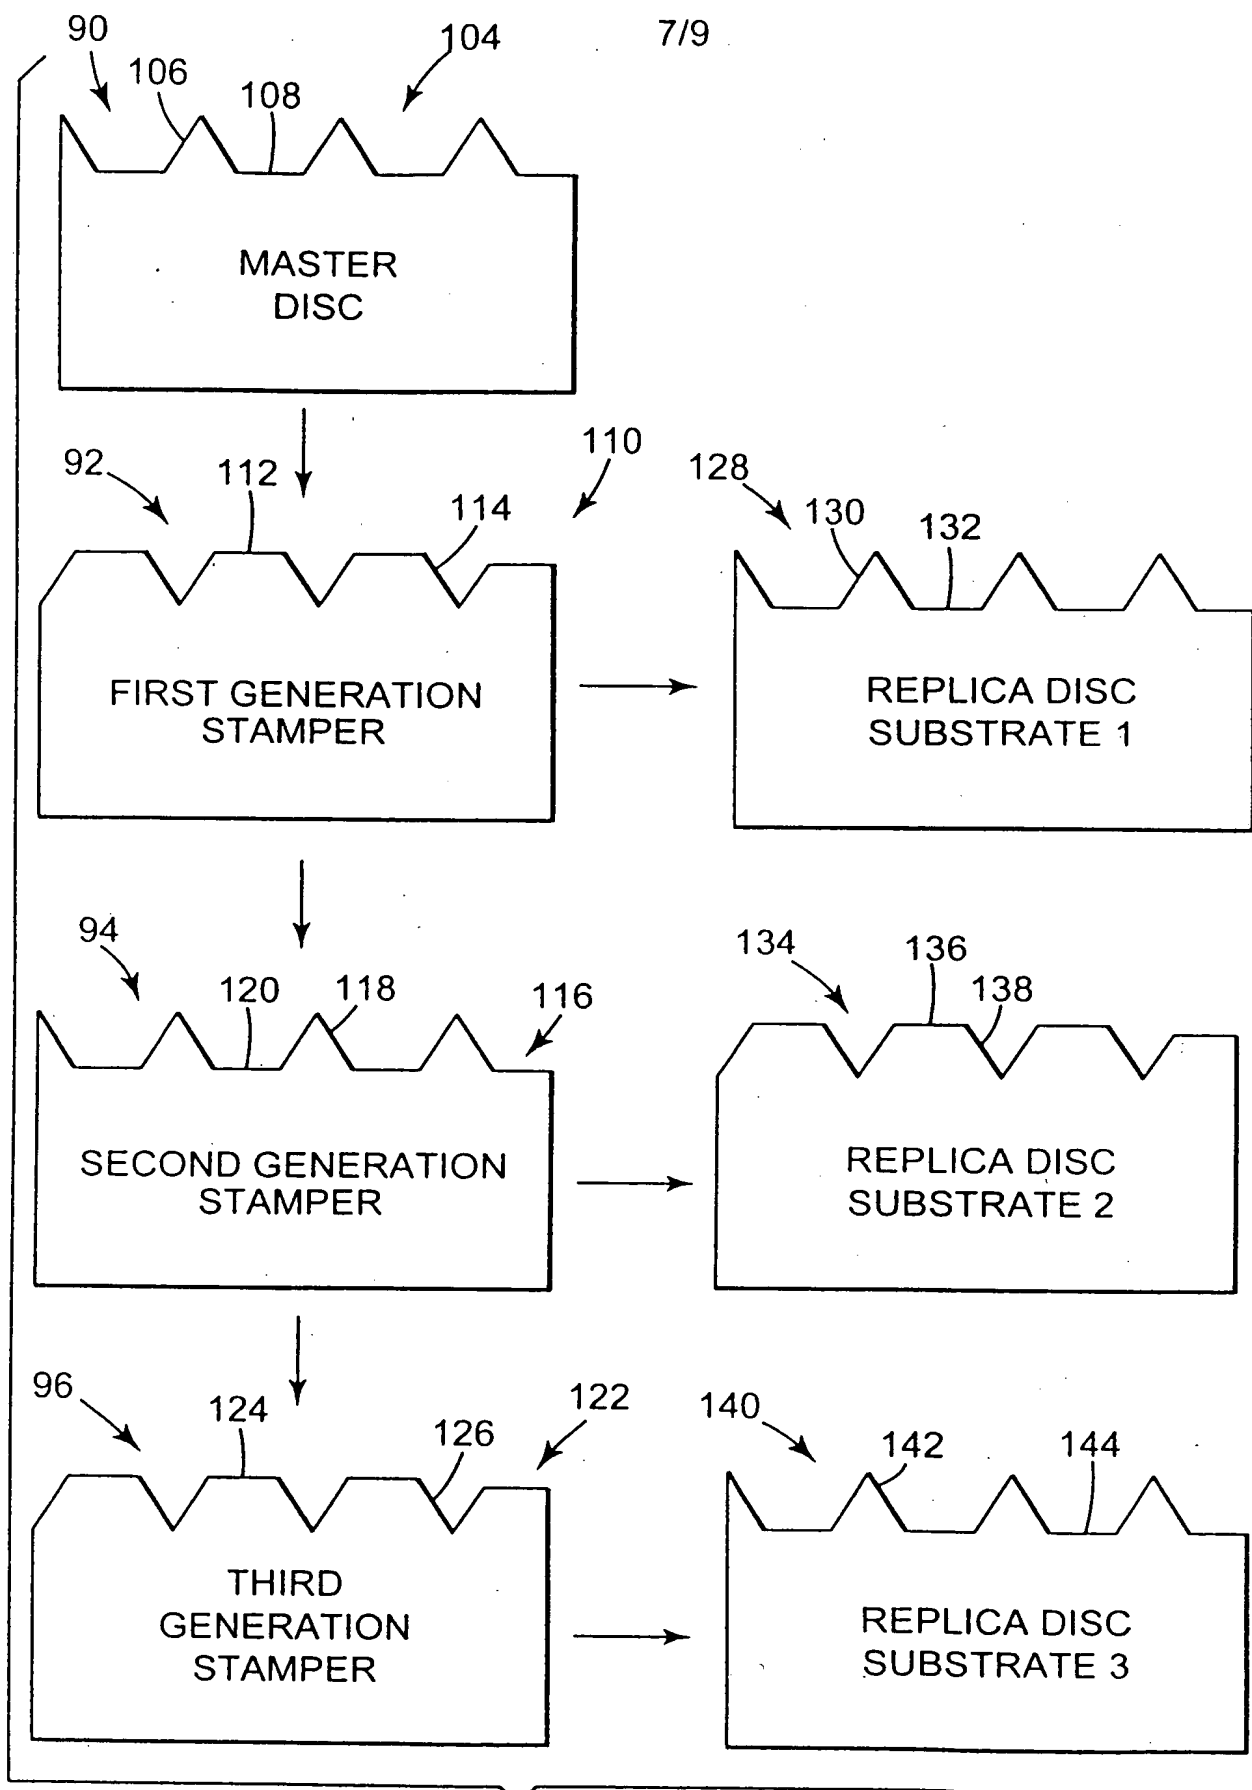 7/9
90
104
106
108
MASTER
DISC
92
112
110
114
FIRST GENERATION
STAMPER
128
130
132
REPLICA DISC
SUBSTRATE 1
94
120
118
116
SECOND GENERATION
STAMPER
134
136
138
REPLICA DISC
SUBSTRATE 2
96
124
126
122
THIRD
GENERATION
STAMPER
140
142
144
REPLICA DISC
SUBSTRATE 3